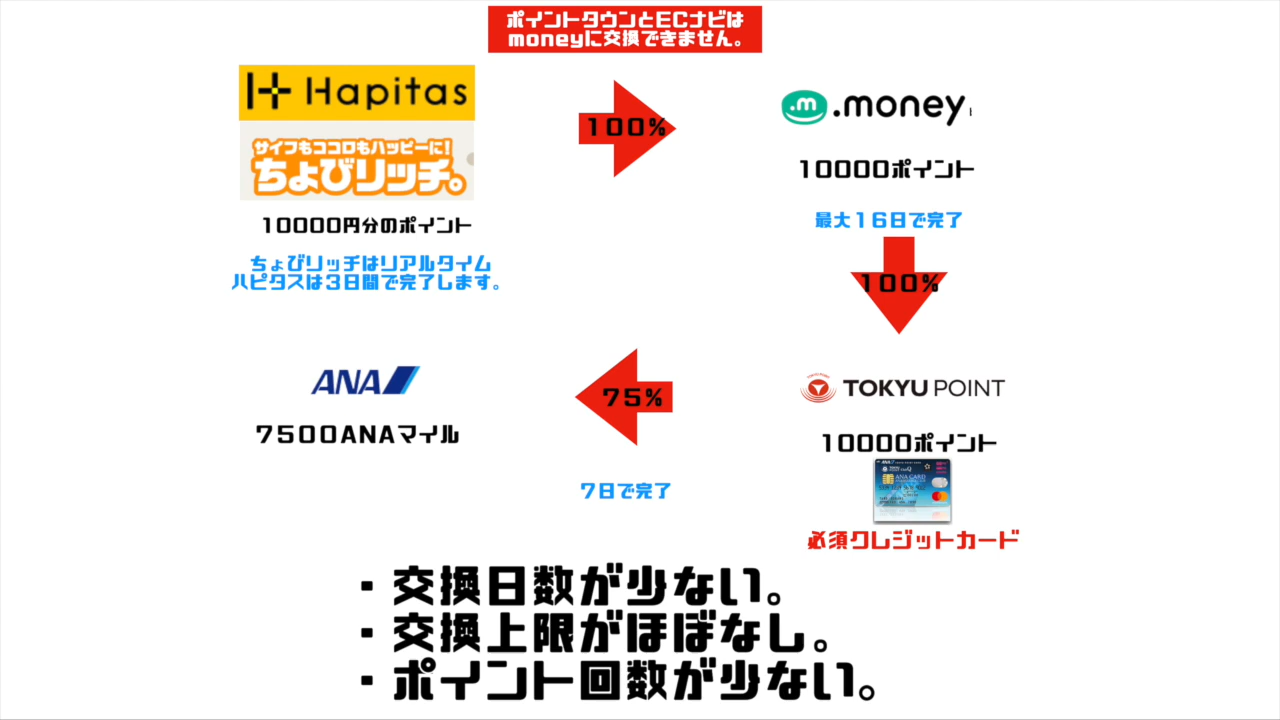 ポイントタウンとECナビは
moneyに交換できません。
Hapitas
サイフもココロもハッピーに!
ちょびリッチ。
10000円分のポイント
ちょびリッチはリアルタイム
ハピタスは3日間で完了します。
100%
.m .money
10000ポイント
最大16日で完了
100%
TOKYU POINT
10000ポイント
ANA CARD
必須クレジットカード
75%
7日で完了
ANA
7500ANAマイル
・交換日数が少ない。
・交換上限がほぼなし。
・ポイント回数が少ない。